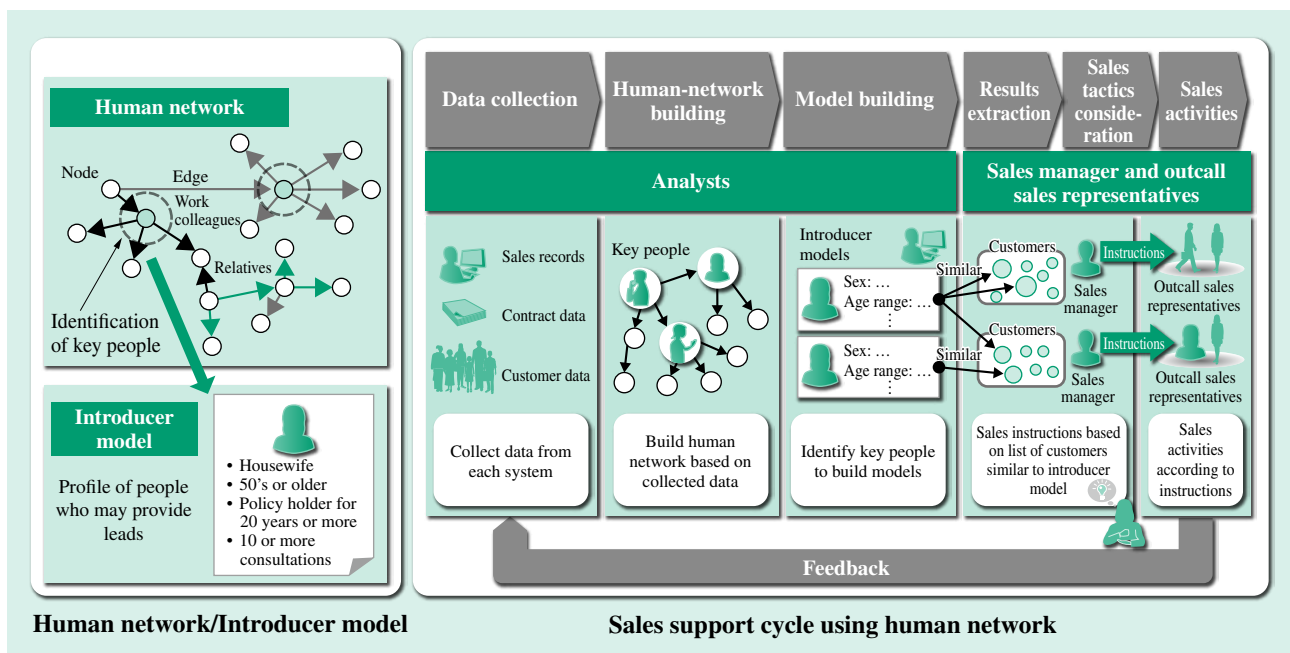 Human network
Node
Edge
Work
colleagues
Relatives
Identification
of key people
Introducer
model
Profile of people
who may provide
leads
• Housewife
• 50's or older
• Policy holder for
20 years or more
• 10 or more
consultations
Human network/Introducer model
Data collection
Human-network
building
Model building
Results
extraction
Sales
tactics
conside-
ration
Sales
activities
Analysts
Sales manager and outcall
sales representatives
Sales records
Contract data
Customer data
Collect data from
each system
Key people
Build human
network based on
collected data
Introducer
models
Sex: …
Age range: …
⋮
Sex: …
Age range: …
⋮
Identify key people
to build models
Similar
Customers
Sales
manager
Instructions
Outcall sales
representatives
Similar
Customers
Sales
manager
Instructions
Outcall sales
representatives
Sales instructions based
on list of customers
similar to introducer
model
Sales
activities
according to
instructions
Feedback
Sales support cycle using human network